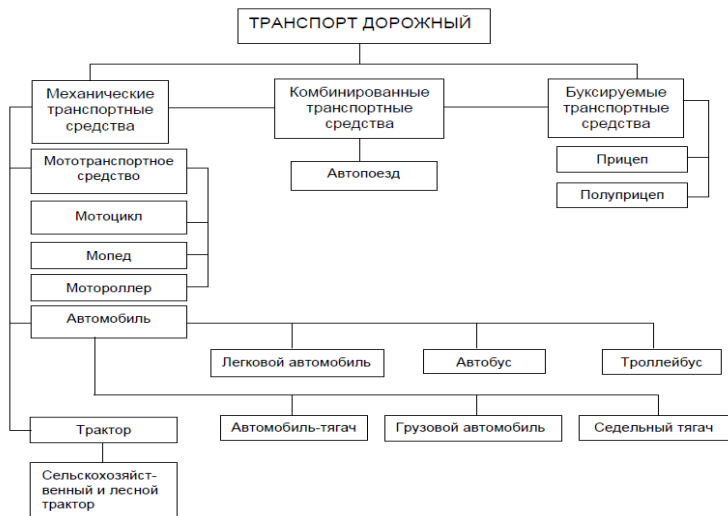 ТРАНСПОРТ ДОРОЖНЫЙ
Механические
транспортные
средства
Комбинированные
транспортные
средства
Буксируемые
транспортные
средства
Мототранспортное
средство
Автопоезд
Прицеп
Полуприцеп
Мотоцикл
Мопед
Мотороллер
Автомобиль
Легковой автомобиль
Автобус
Троллейбус
Автомобиль-тягач
Грузовой автомобиль
Седельный тягач
Трактор
Сельскохозяйст-
венный и лесной
трактор